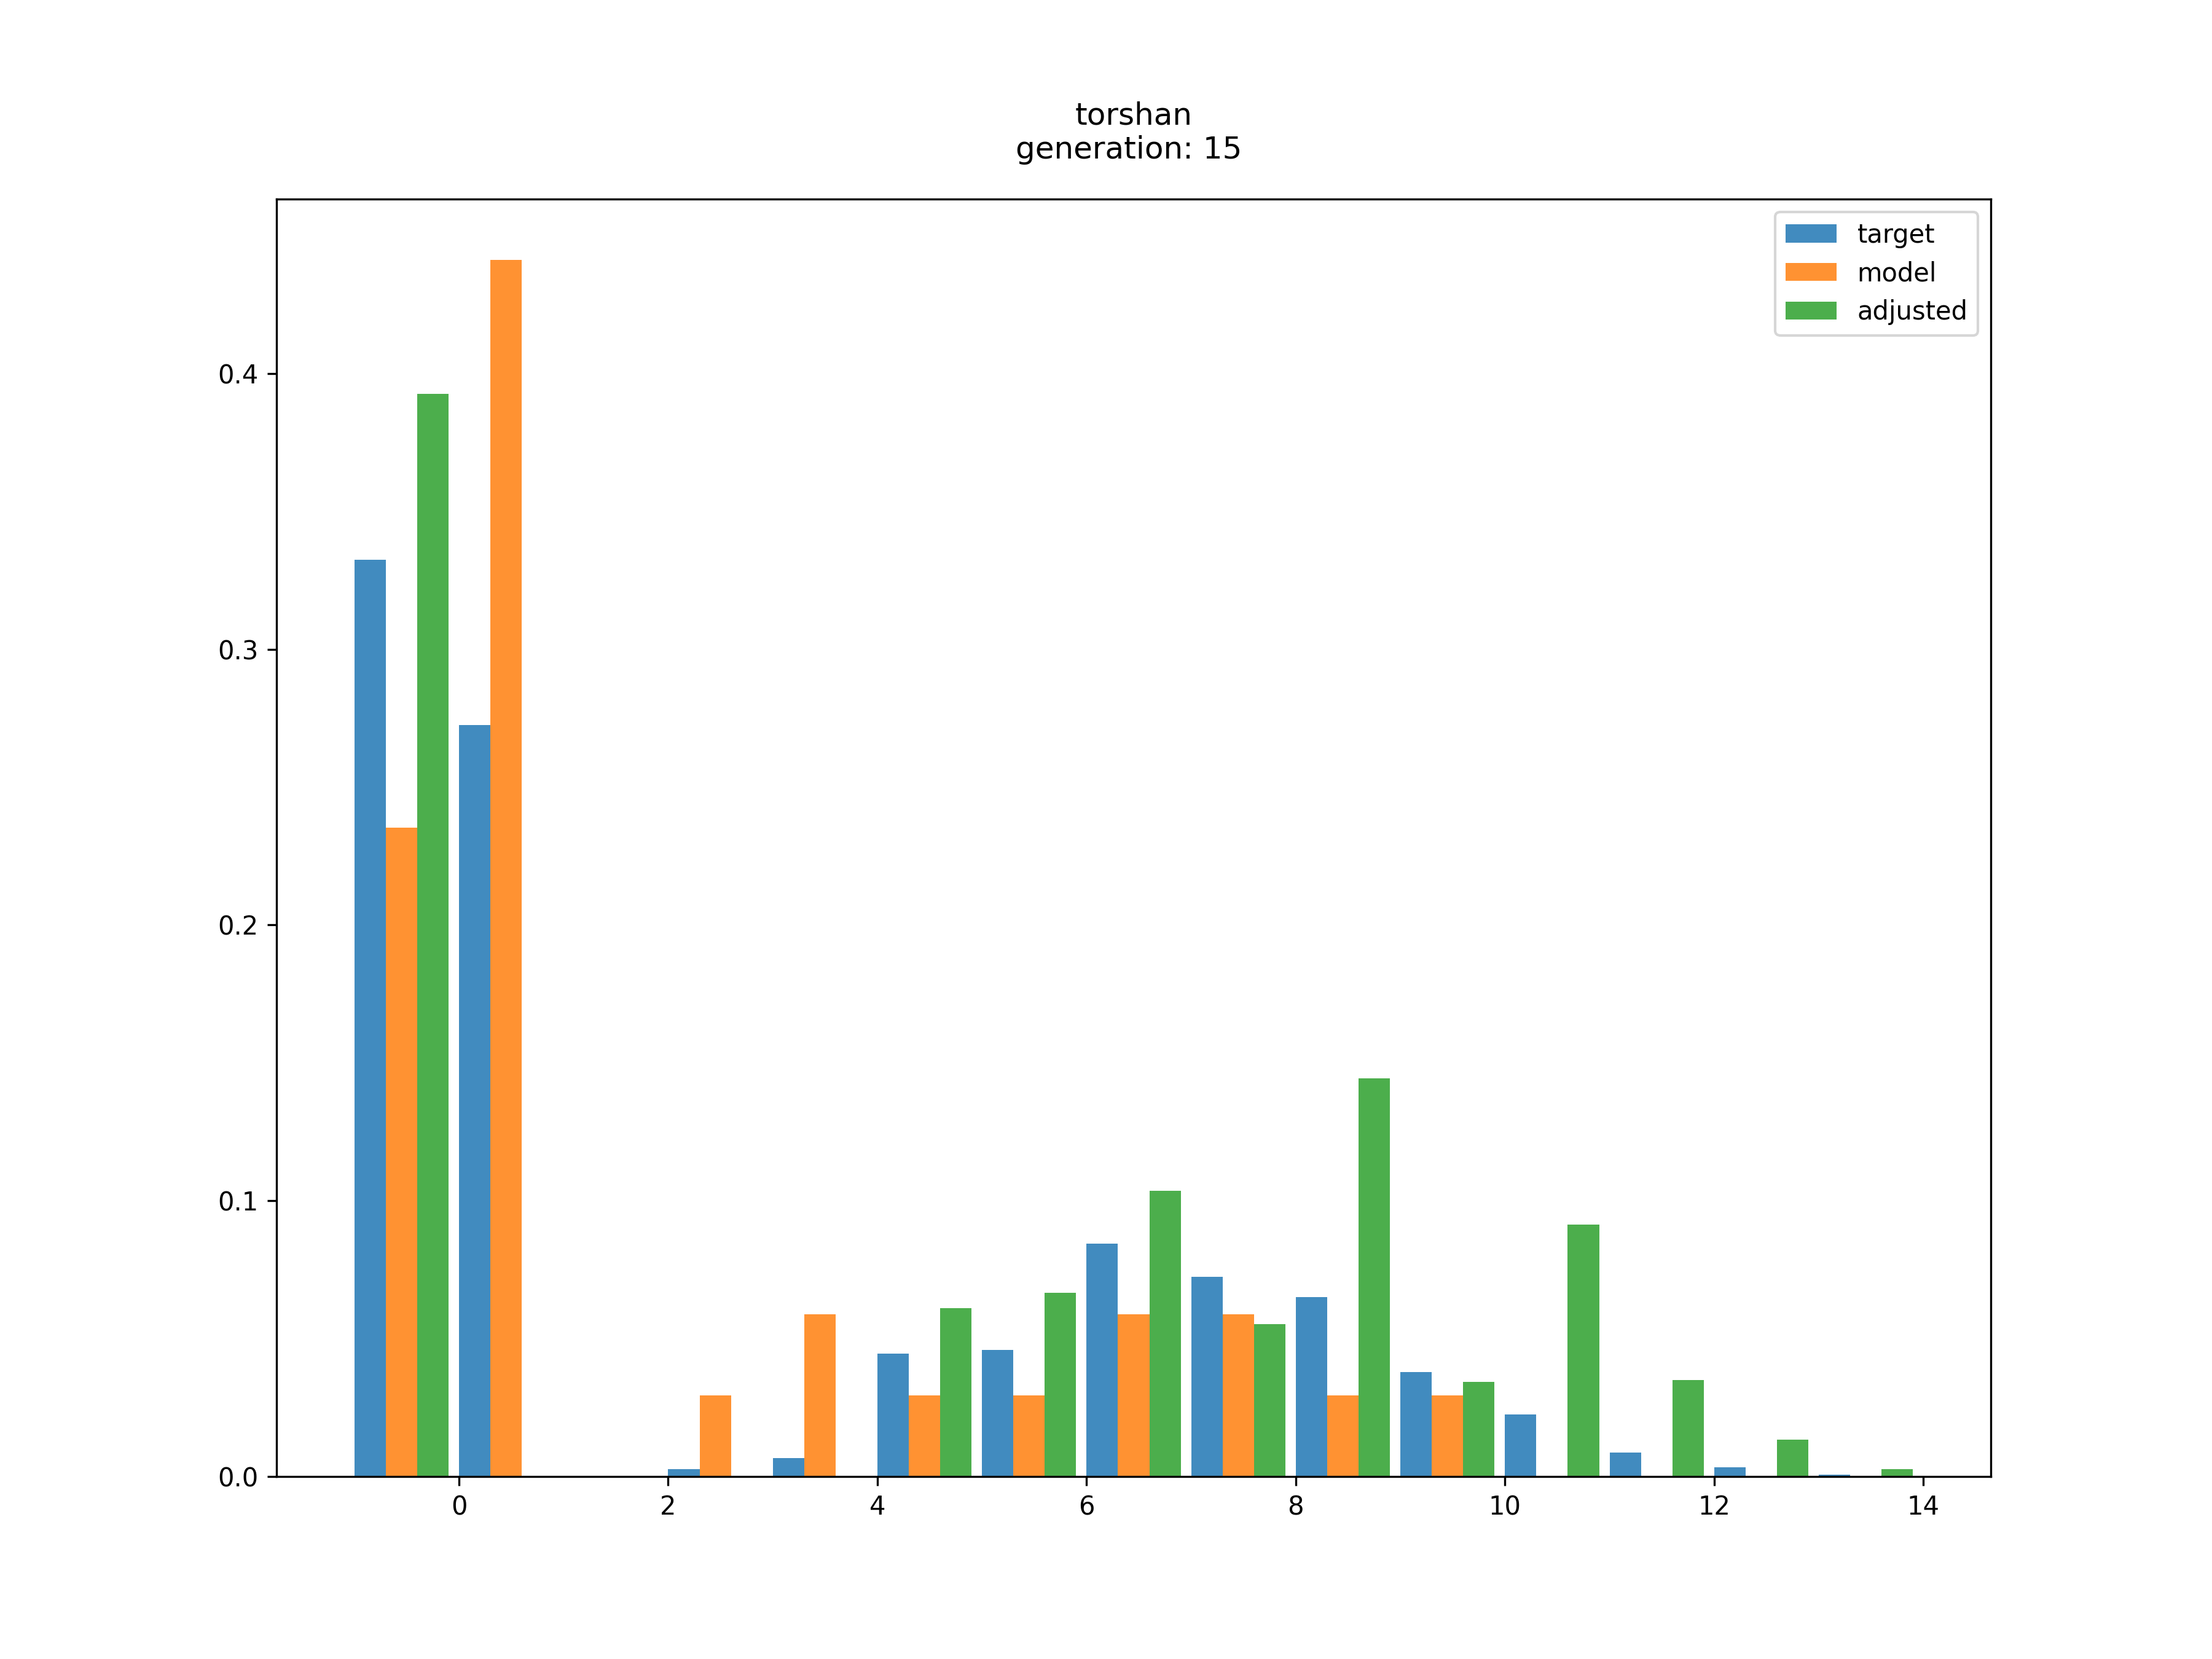 torshan
generation: 15
target
model
adjusted
0.4
0.3
0.2
0.1
0.0
0 2 4 6 8 10 12 14